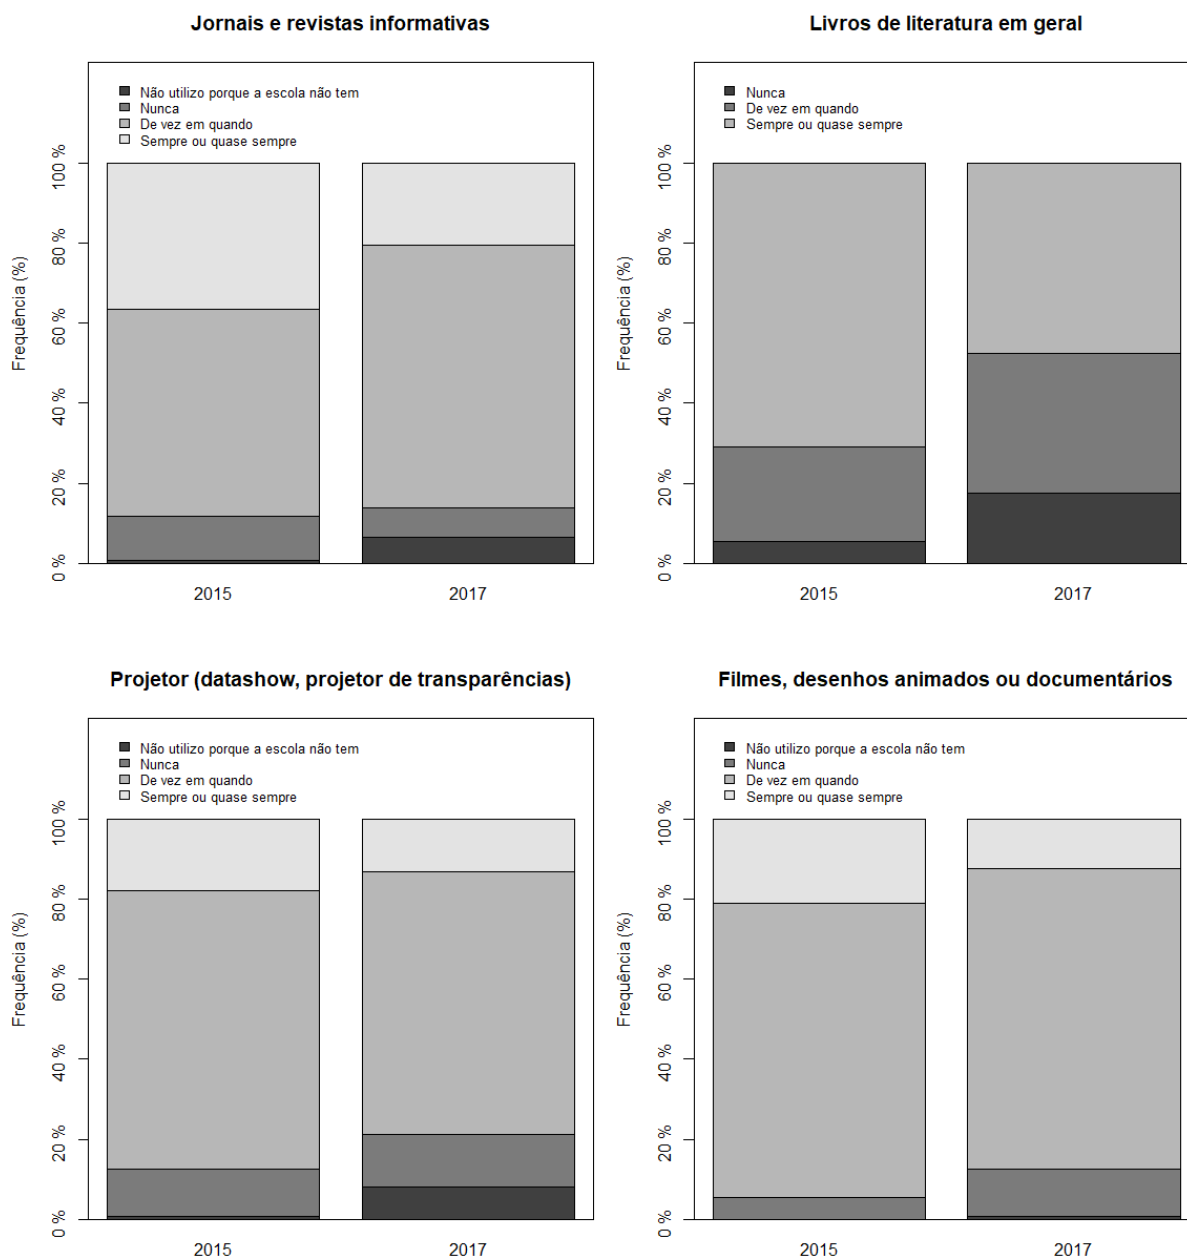 Jornais e revistas informativas
Não utilizo porque a escola não tem
Nunca
De vez em quando
Sempre ou quase sempre
Frequência (%)
100 %
80 %
60 %
40 %
20 %
0 %
2015
2017
Livros de literatura em geral
Nunca
De vez em quando
Sempre ou quase sempre
Frequência (%)
100 %
80 %
60 %
40 %
20 %
0 %
2015
2017
Projetor (datashow, projetor de transparências)
Não utilizo porque a escola não tem
Nunca
De vez em quando
Sempre ou quase sempre
Frequência (%)
100 %
80 %
60 %
40 %
20 %
0 %
2015
2017
Filmes, desenhos animados ou documentários
Não utilizo porque a escola não tem
Nunca
De vez em quando
Sempre ou quase sempre
Frequência (%)
100 %
80 %
60 %
40 %
20 %
0 %
2015
2017